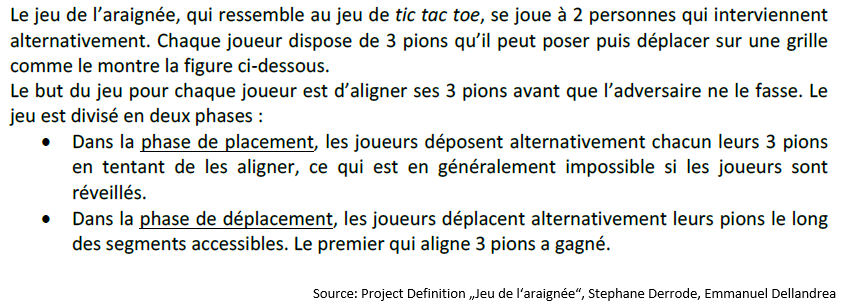 Le jeu de l’araignée, qui ressemble au jeu de tic tac toe, se joue à 2 personnes qui interviennent
alternativement. Chaque joueur dispose de 3 pions qu’il peut poser puis déplacer sur une grille
comme le montre la figure ci-dessous.
Le but du jeu pour chaque joueur est d’aligner ses 3 pions avant que l’adversaire ne le fasse. Le
jeu est divisé en deux phases :
• Dans la phase de placement, les joueurs déposent alternativement chacun leurs 3 pions
en tentant de les aligner, ce qui est en généralement impossible si les joueurs sont
réveillés.
• Dans la phase de déplacement, les joueurs déplacent alternativement leurs pions le long
des segments accessibles. Le premier qui aligne 3 pions a gagné.
Source: Project Definition „Jeu de l‘araignée“, Stephane Derrode, Emmanuel Dellandrea